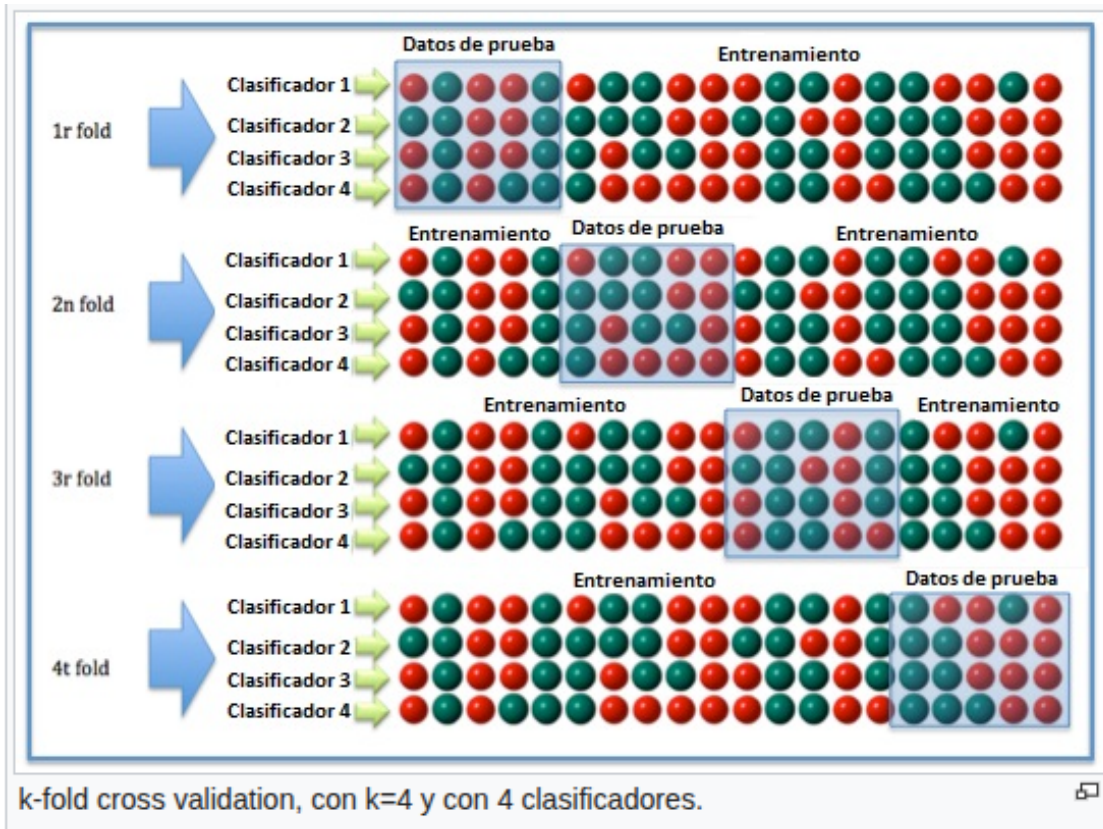 Datos de prueba
Entrenamiento
1r fold
Clasificador 1
Clasificador 2
Clasificador 3
Clasificador 4
Entrenamiento
Datos de prueba
Entrenamiento
2n fold
Clasificador 1
Clasificador 2
Clasificador 3
Clasificador 4
Entrenamiento
Datos de prueba
Entrenamiento
3r fold
Clasificador 1
Clasificador 2
Clasificador 3
Clasificador 4
Entrenamiento
Datos de prueba
4t fold
Clasificador 1
Clasificador 2
Clasificador 3
Clasificador 4
k-fold cross validation, con k=4 y con 4 clasificadores.